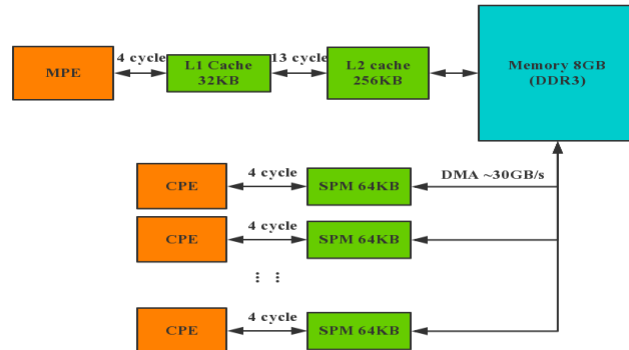 4 cycle
13 cycle
MPE
L1 Cache
32KB
L2 cache
256KB
Memory 8GB
(DDR3)
4 cycle
DMA ~30GB/s
CPE
SPM 64KB
4 cycle
CPE
SPM 64KB
... ...
4 cycle
CPE
SPM 64KB